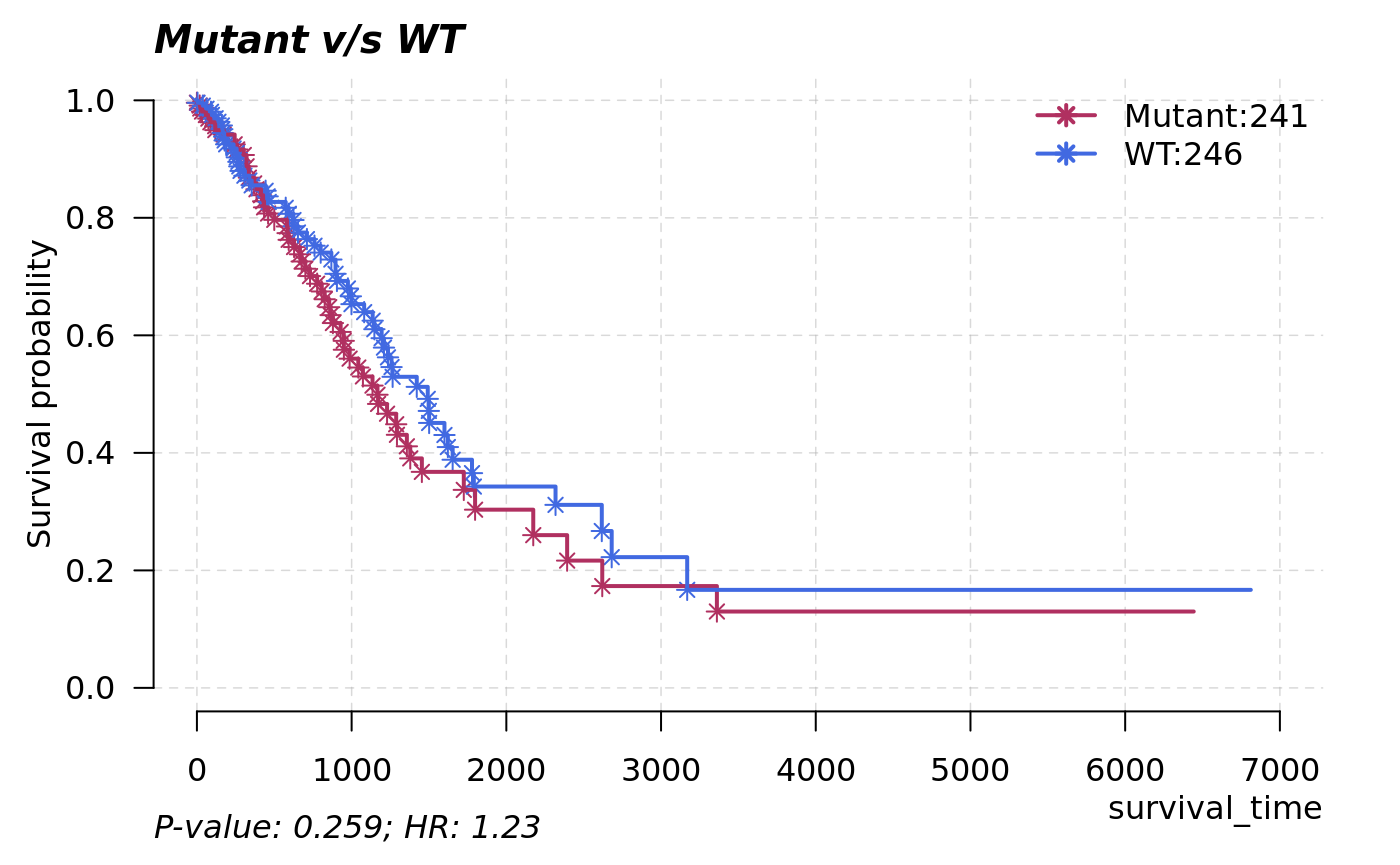 Mutant v/s WT
Mutant:241
WT:246
Survival probability
1.0
0.8
0.6
0.4
0.2
0.0
0 1000 2000 3000 4000 5000 6000 7000
survival_time
P-value: 0.259; HR: 1.23